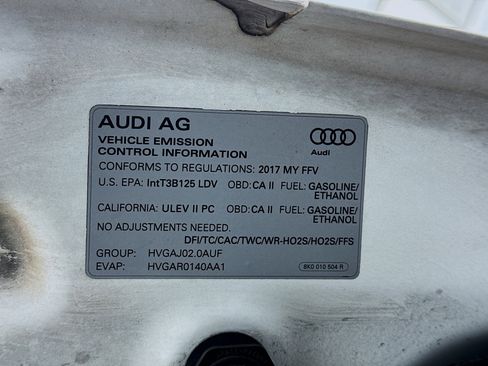 AUDI AG
VEHICLE EMISSION
CONTROL INFORMATION
Audi
CONFORMS TO REGULATIONS: 2017 MY FFV
U.S. EPA: IntT3B125 LDV OBD: CA II FUEL: GASOLINE/
ETHANOL
CALIFORNIA: ULEV II PC OBD: CA II FUEL: GASOLINE/
ETHANOL
NO ADJUSTMENTS NEEDED.
DFI/TC/CAC/TWC/WR-HO2S/HO2S/FFS
GROUP: HVGAJ02.0AUF
EVAP: HVGAR0140AA1
8K0 010 504 R